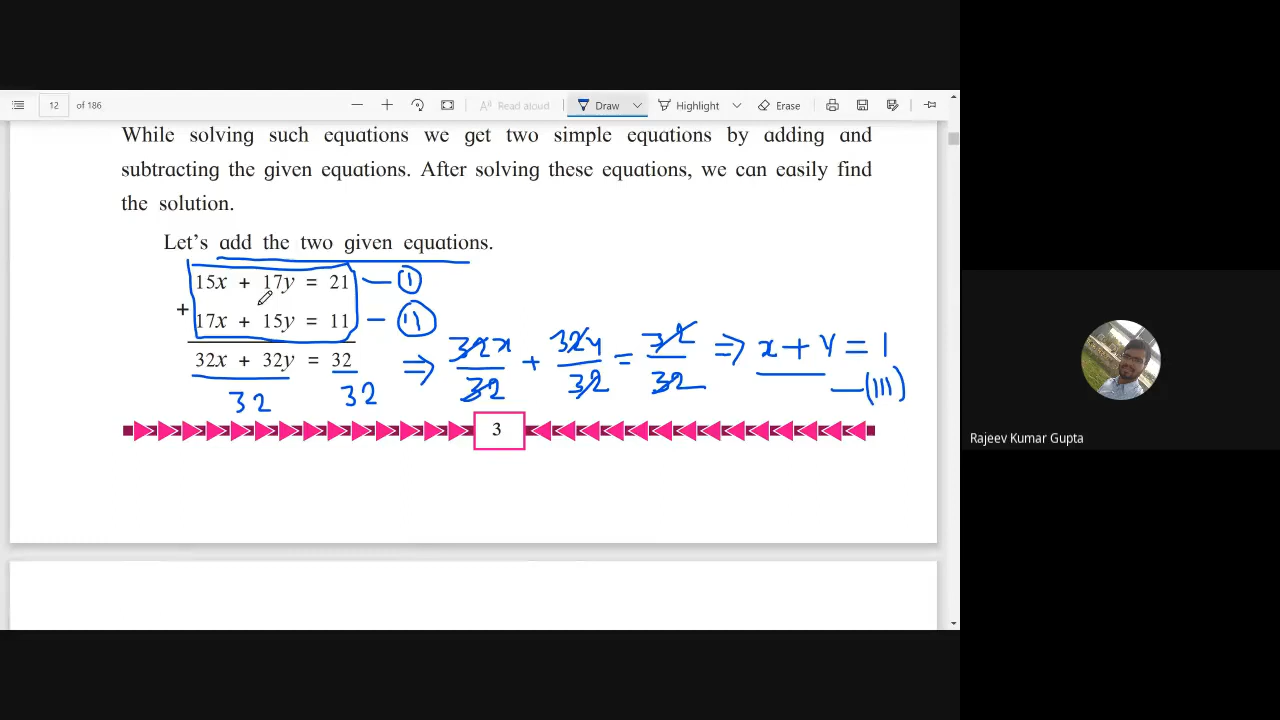 12 of 186 Read aloud Draw Highlight Erase
While solving such equations we get two simple equations by adding and
subtracting the given equations. After solving these equations, we can easily find
the solution.
Let's add the two given equations.
15x + 17y = 21 — (I)
+
17x + 15y = 11 — (II)
32x + 32y = 32 ⇒ 32x/32 + 32y/32 = 32/32 ⇒ x + y = 1
32 32 — (III)
3
Rajeev Kumar Gupta